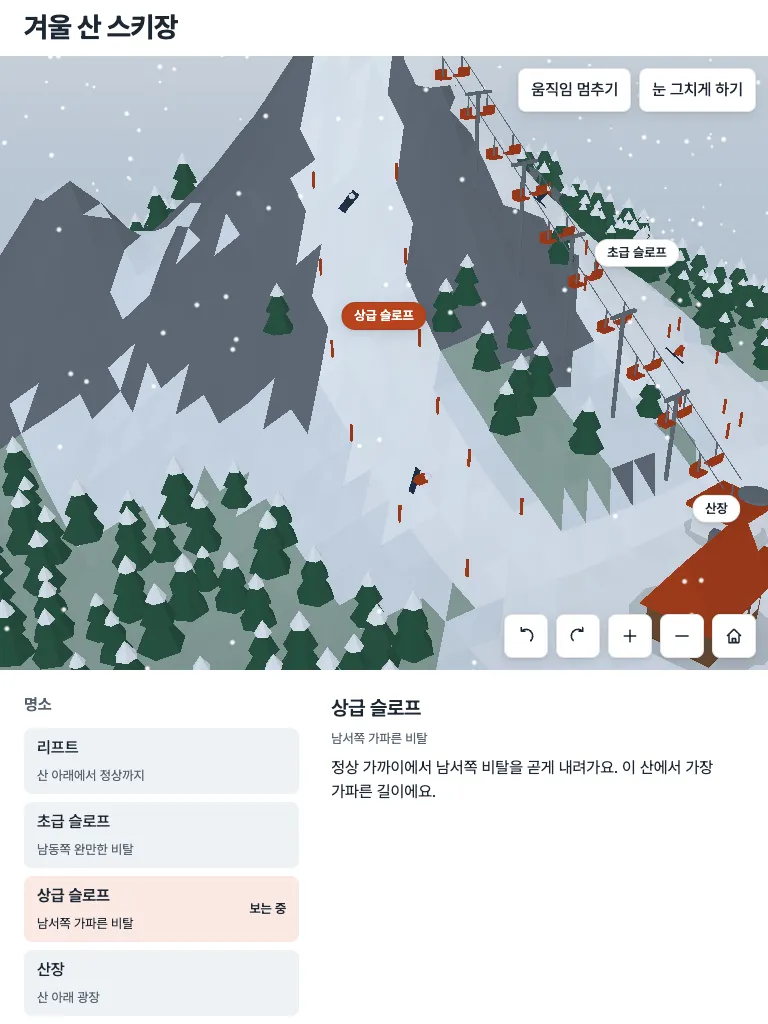 겨울 산 스키장
움직임 멈추기
눈 그치게 하기
초급 슬로프
상급 슬로프
산장
명소
리프트
산 아래에서 정상까지
초급 슬로프
남동쪽 완만한 비탈
상급 슬로프
남서쪽 가파른 비탈
보는 중
산장
산 아래 광장
상급 슬로프
남서쪽 가파른 비탈
정상 가까이에서 남서쪽 비탈을 곧게 내려가요. 이 산에서 가장
가파른 길이에요.